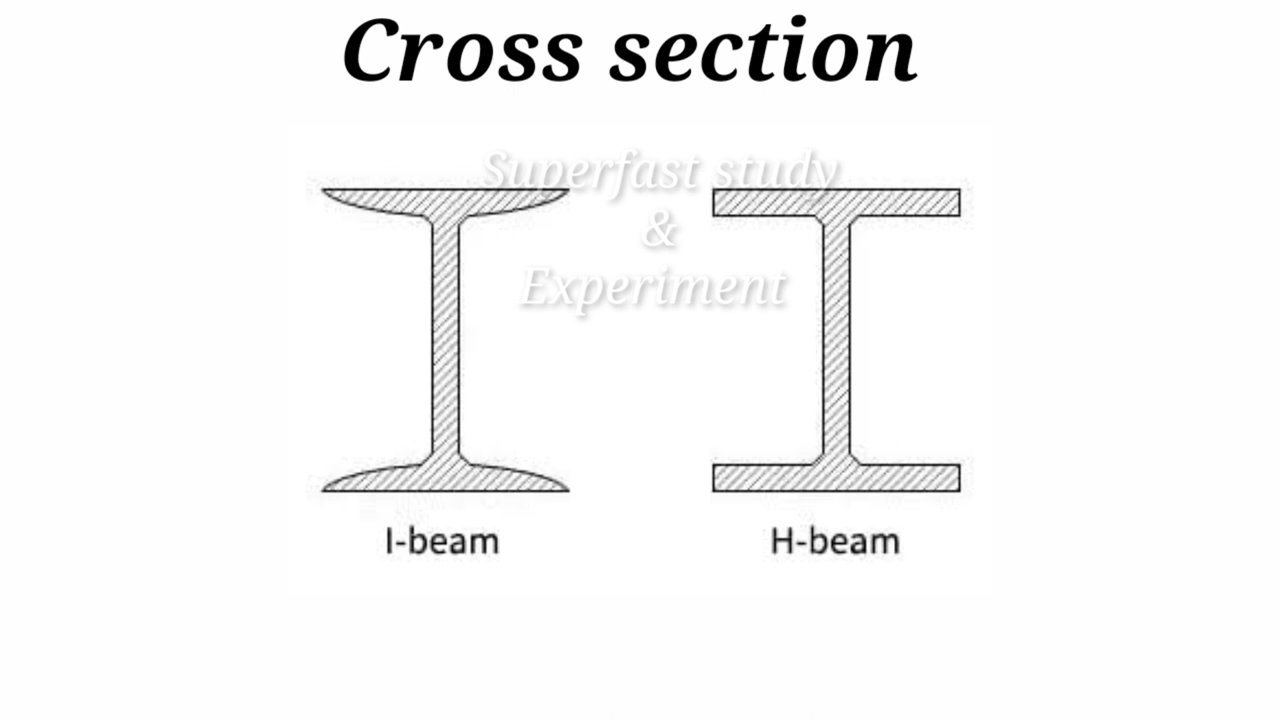 Cross section
Superfast study
&
Experiment
I-beam
H-beam